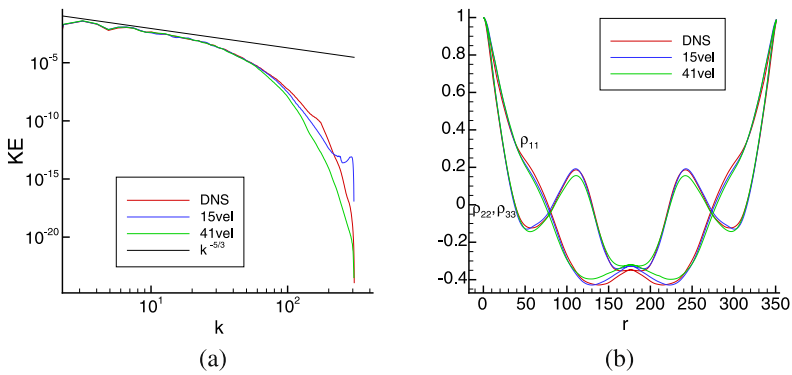 10⁻⁵
10⁻¹⁰
10⁻¹⁵
10⁻²⁰
KE
DNS
15vel
41vel
k⁻⁵/³
10¹
10²
k
(a)
1
0.8
0.6
0.4
0.2
0
-0.2
-0.4
DNS
15vel
41vel
ρ₁₁
ρ₂₂,ρ₃₃
0 50 100 150 200 250 300 350
r
(b)